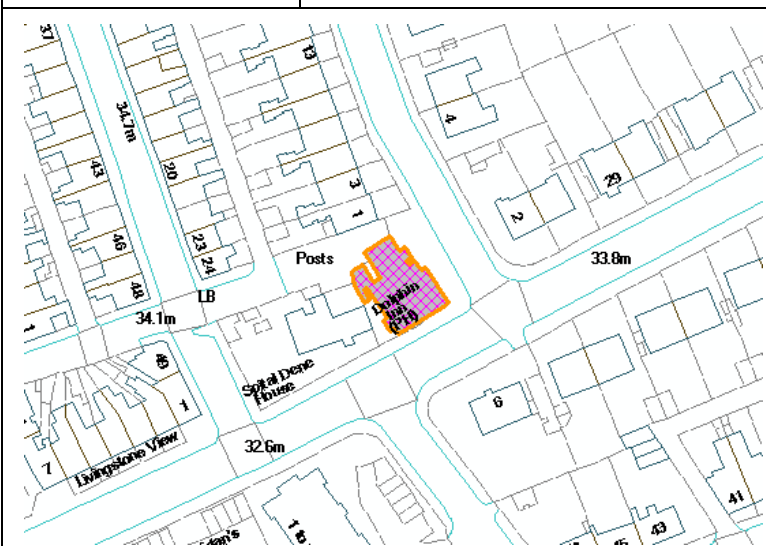 37
13
34.7m
4
43
20
29
3
1
2
46
23
24
Posts
33.8m
48
LB
1
34.1m
Dolphin
Inn
(PH)
49
Spital Dene
House
6
1
Livingstone View
7
32.6m
41
43
1 to